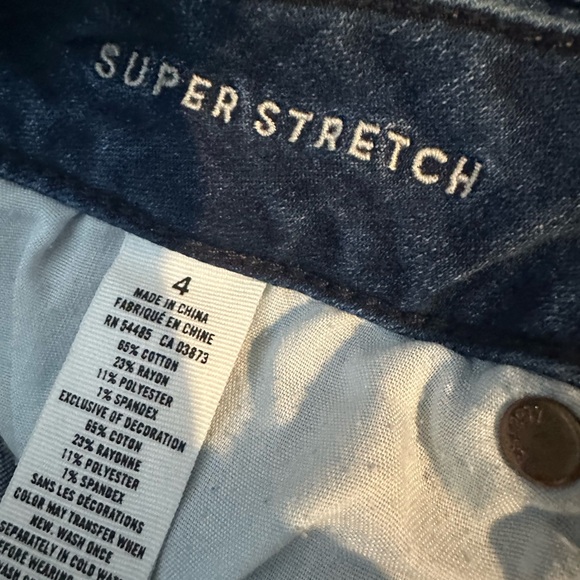 SUPER STRETCH
4
MADE IN CHINA
FABRIQUÉ EN CHINE
RN 54485 CA 03873
65% COTTON
23% RAYON
11% POLYESTER
1% SPANDEX
EXCLUSIVE OF DECORATION
65% COTON
23% RAYONNE
11% POLYESTER
1% SPANDEX
SANS LES DÉCORATIONS
COLOR MAY TRANSFER WHEN
NEW. WASH ONCE
SEPARATELY IN COLD
BEFORE WEARING